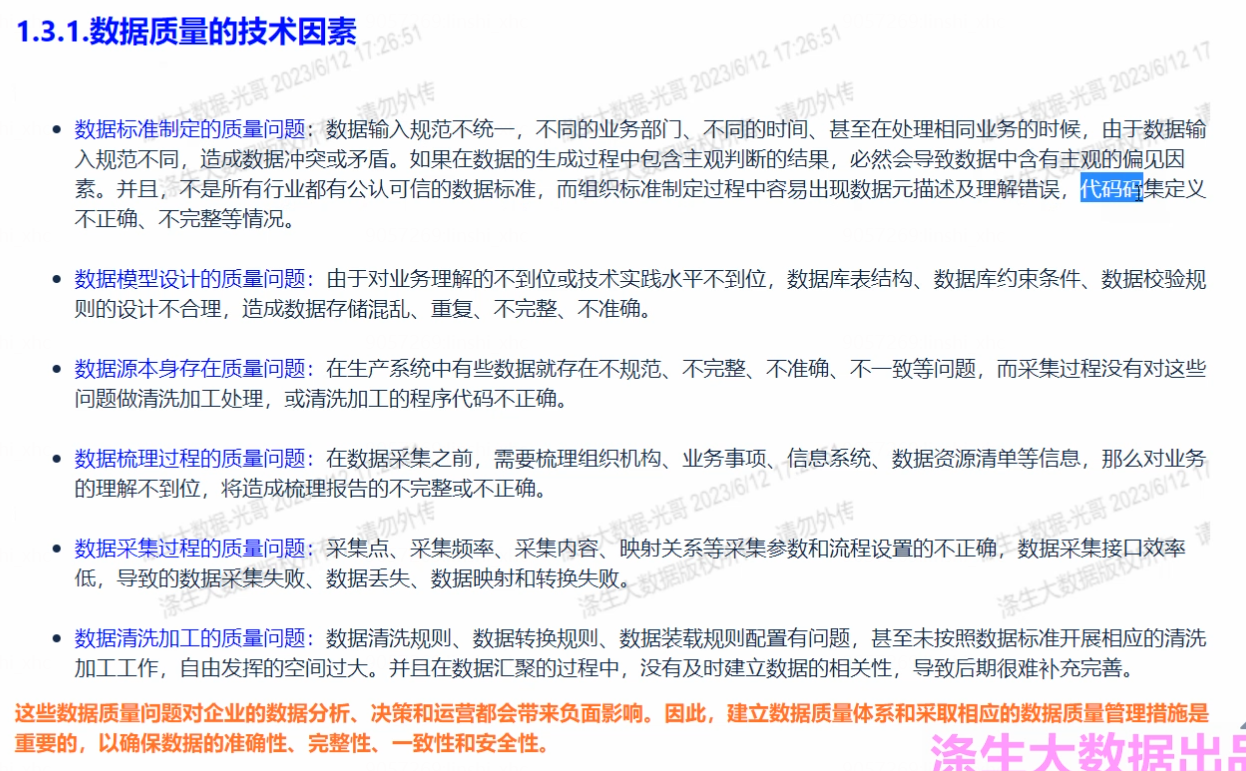 1.3.1.数据质量的技术因素
数据标准制定的质量问题：数据输入规范不统一，不同的业务部门、不同的时间、甚至在处理相同业务的时候，由于数据输
入规范不同，造成数据冲突或矛盾。如果在数据的生成过程中包含主观判断的结果，必然会导致数据中含有主观的偏见因
素。并且，不是所有行业都有公认可信的数据标准，而组织标准制定过程中容易出现数据元描述及理解错误，代码码集定义
不正确、不完整等情况。
数据模型设计的质量问题：由于对业务理解的不到位或技术实践水平不到位，数据库表结构、数据库约束条件、数据校验规
则的设计不合理，造成数据存储混乱、重复、不完整、不准确。
数据源本身存在质量问题：在生产系统中有些数据就存在不规范、不完整、不准确、不一致等问题，而采集过程没有对这些
问题做清洗加工处理，或清洗加工的程序代码不正确。
数据梳理过程的质量问题：在数据采集之前，需要梳理组织机构、业务事项、信息系统、数据资源清单等信息，那么对业务
的理解不到位，将造成梳理报告的不完整或不正确。
数据采集过程的质量问题：采集点、采集频率、采集内容、映射关系等采集参数和流程设置的不正确，数据采集接口效率
低，导致的数据采集失败、数据丢失、数据映射和转换失败。
数据清洗加工的质量问题：数据清洗规则、数据转换规则、数据装载规则配置有问题，甚至未按照数据标准开展相应的清洗
加工工作，自由发挥的空间过大。并且在数据汇聚的过程中，没有及时建立数据的相关性，导致后期很难补充完善。
这些数据质量问题对企业的数据分析、决策和运营都会带来负面影响。因此，建立数据质量体系和采取相应的数据质量管理措施是
重要的，以确保数据的准确性、完整性、一致性和安全性。
涤生大数据出品